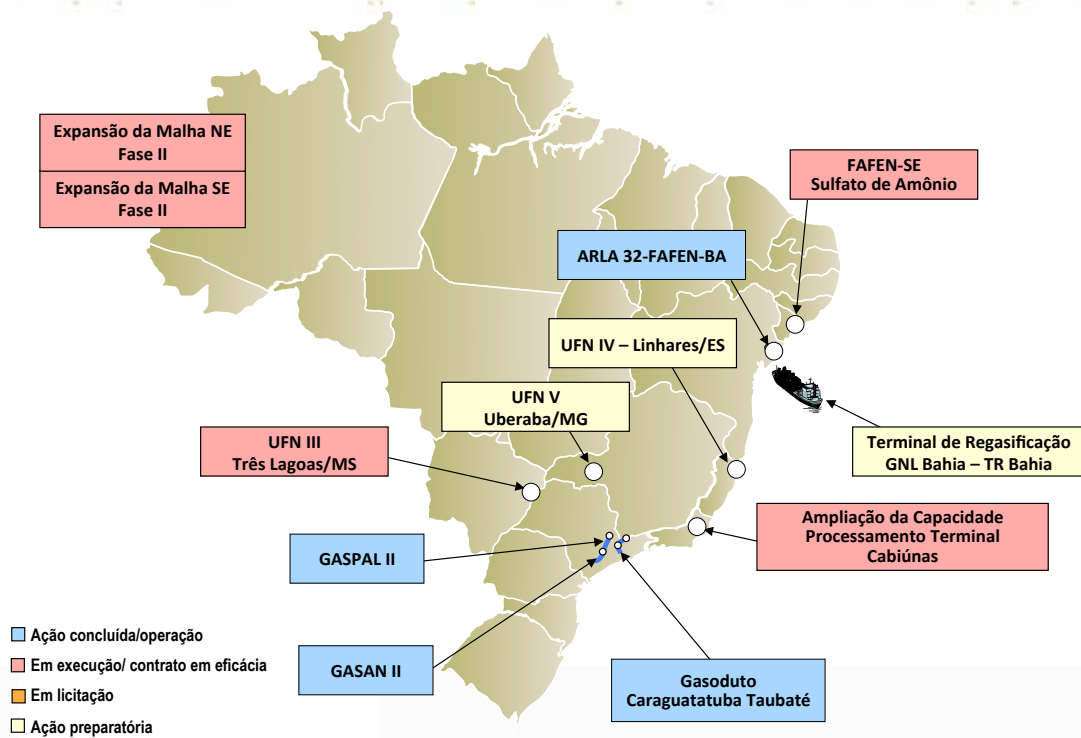 Expansão da Malha NE
Fase II
Expansão da Malha SE
Fase II
FAFEN-SE
Sulfato de Amônio
ARLA 32-FAFEN-BA
UFN IV – Linhares/ES
UFN V
Uberaba/MG
UFN III
Três Lagoas/MS
Terminal de Regasificação
GNL Bahia – TR Bahia
Ampliação da Capacidade
Processamento Terminal
Cabiúnas
GASPAL II
GASAN II
Gasoduto
Caraguatatuba Taubaté
Ação concluída/operação
Em execução/ contrato em eficácia
Em licitação
Ação preparatória